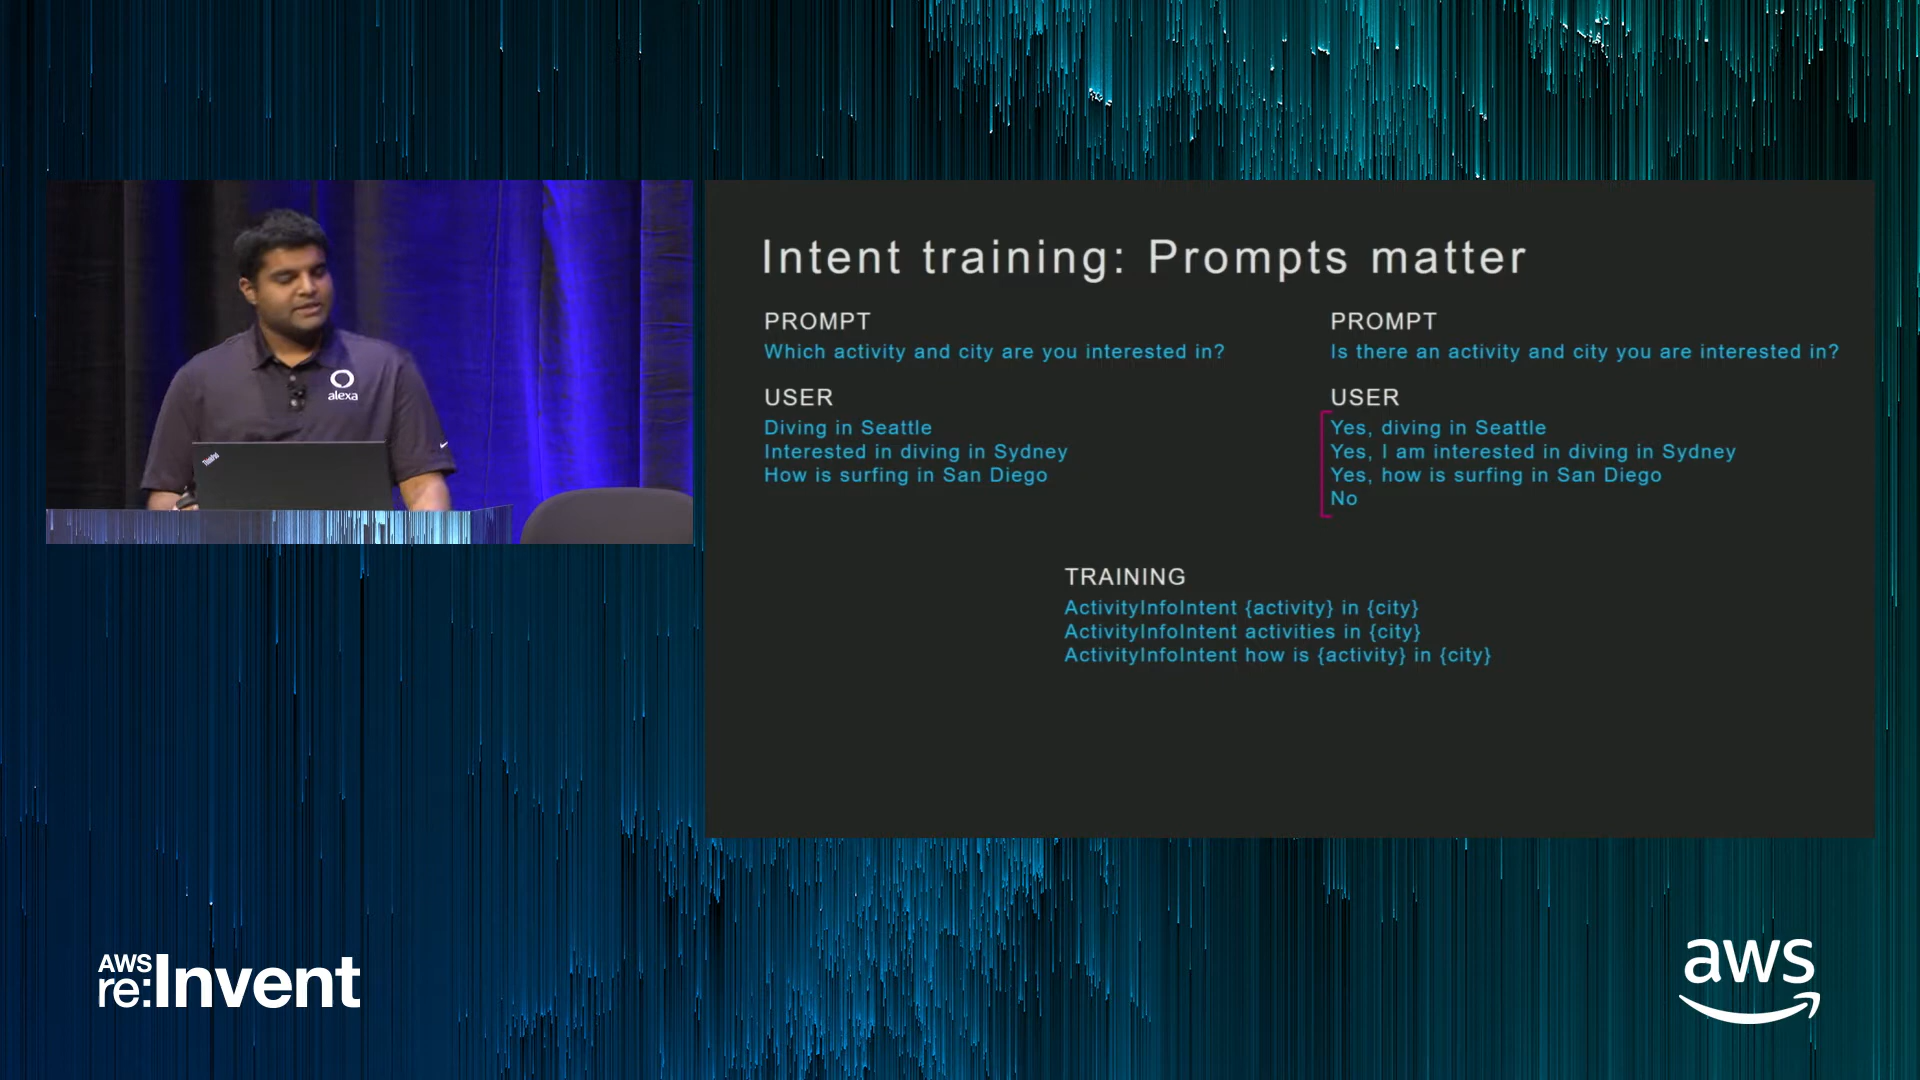 Intent training: Prompts matter
PROMPT
Which activity and city are you interested in?
USER
Diving in Seattle
Interested in diving in Sydney
How is surfing in San Diego
PROMPT
Is there an activity and city you are interested in?
USER
Yes, diving in Seattle
Yes, I am interested in diving in Sydney
Yes, how is surfing in San Diego
No
TRAINING
ActivityInfoIntent {activity} in {city}
ActivityInfoIntent activities in {city}
ActivityInfoIntent how is {activity} in {city}
alexa
ThinkPad
AWS
re:Invent
aws